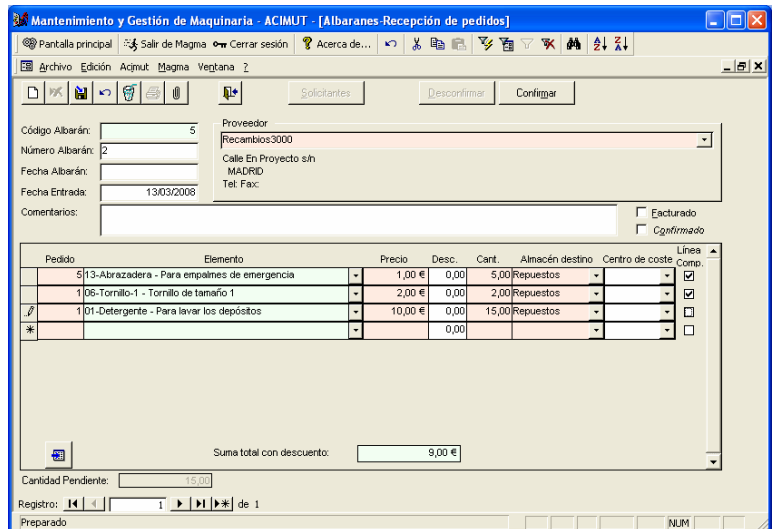 Mantenimiento y Gestión de Maquinaria - ACIMUT - [Albaranes-Recepción de pedidos]
Pantalla principal Salir de Magma Cerrar sesión Acerca de...
Archivo Edición Acimut Magma Ventana ?
Solicitantes Desconfirmar Confirmar
Código Albarán: 5
Número Albarán: 2
Fecha Albarán:
Fecha Entrada: 13/03/2008
Proveedor
Recambios3000
Calle En Proyecto s/n
MADRID
Tel: Fax:
Comentarios:
Facturado
Confirmado
Pedido Elemento Precio Desc. Cant. Almacén destino Centro de coste Línea Comp.
5 13-Abrazadera - Para empalmes de emergencia 1,00 € 0,00 5,00 Repuestos
1 06-Tornillo-1 - Tornillo de tamaño 1 2,00 € 0,00 2,00 Repuestos
1 01-Detergente - Para lavar los depósitos 10,00 € 0,00 15,00 Repuestos
0,00
Suma total con descuento: 9,00 €
Cantidad Pendiente: 15,00
Registro: 1 de 1
Preparado NUM